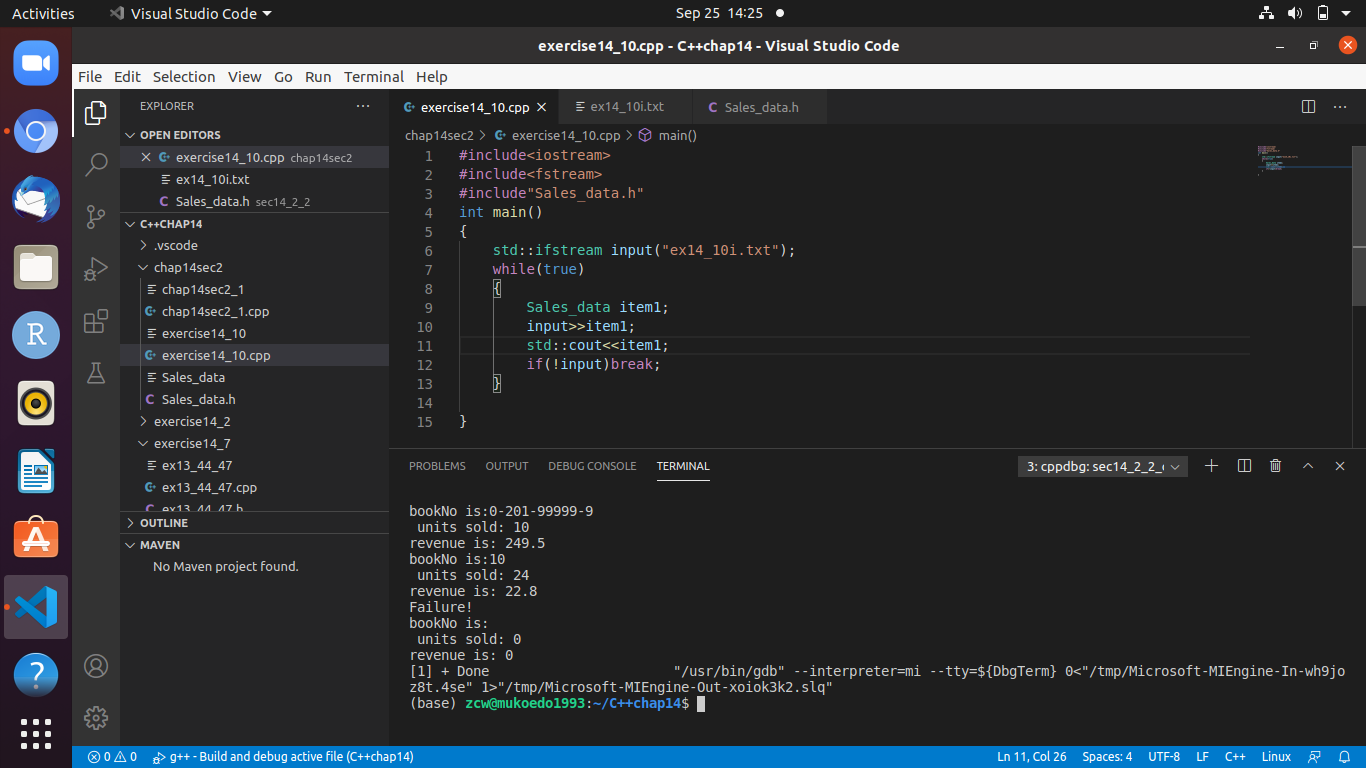 Activities Visual Studio Code Sep 25 14:25
exercise14_10.cpp - C++chap14 - Visual Studio Code
File Edit Selection View Go Run Terminal Help
EXPLORER
OPEN EDITORS
exercise14_10.cpp chap14sec2
ex14_10i.txt
Sales_data.h sec14_2_2
C++CHAP14
.vscode
chap14sec2
chap14sec2_1
chap14sec2_1.cpp
exercise14_10
exercise14_10.cpp
Sales_data
Sales_data.h
exercise14_2
exercise14_7
ex13_44_47
ex13_44_47.cpp
ex13_44_47.h
OUTLINE
MAVEN
No Maven project found.
exercise14_10.cpp ex14_10i.txt Sales_data.h
chap14sec2 > exercise14_10.cpp > main()
1 #include<iostream>
2 #include<fstream>
3 #include"Sales_data.h"
4 int main()
5 {
6 std::ifstream input("ex14_10i.txt");
7 while(true)
8 {
9 Sales_data item1;
10 input>>item1;
11 std::cout<<item1;
12 if(!input)break;
13 }
14
15 }
PROBLEMS OUTPUT DEBUG CONSOLE TERMINAL 3: cppdbg: sec14_2_2_
bookNo is:0-201-99999-9
units sold: 10
revenue is: 249.5
bookNo is:10
units sold: 24
revenue is: 22.8
Failure!
bookNo is:
units sold: 0
revenue is: 0
[1] + Done "/usr/bin/gdb" --interpreter=mi --tty=${DbgTerm} 0<"/tmp/Microsoft-MIEngine-In-wh9jo
z8t.4se" 1>"/tmp/Microsoft-MIEngine-Out-xoiok3k2.slq"
(base) zcw@mukoedo1993:~/C++chap14$
0 0 g++ - Build and debug active file (C++chap14) Ln 11, Col 26 Spaces: 4 UTF-8 LF C++ Linux